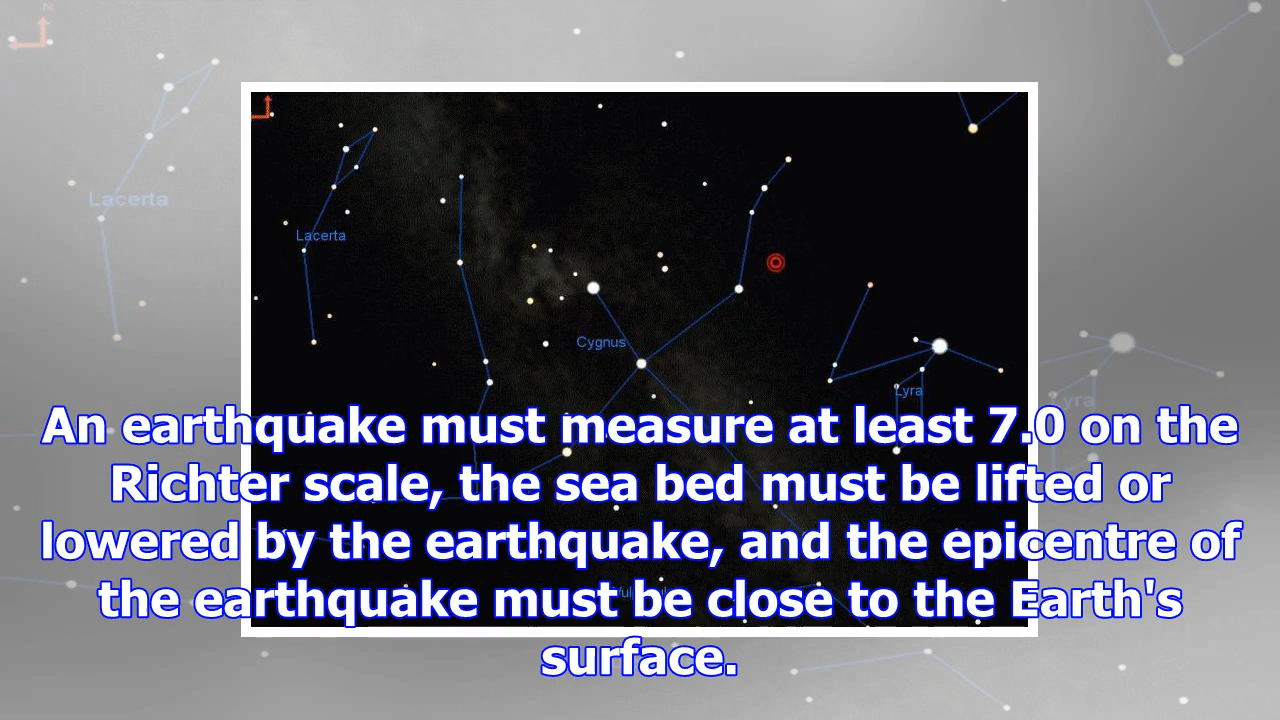 N
Lacerta
Lacerta
Cygnus
Lyra
Lyra
An earthquake must measure at least 7.0 on the
Richter scale, the sea bed must be lifted or
lowered by the earthquake, and the epicentre of
the earthquake must be close to the Earth's
surface.